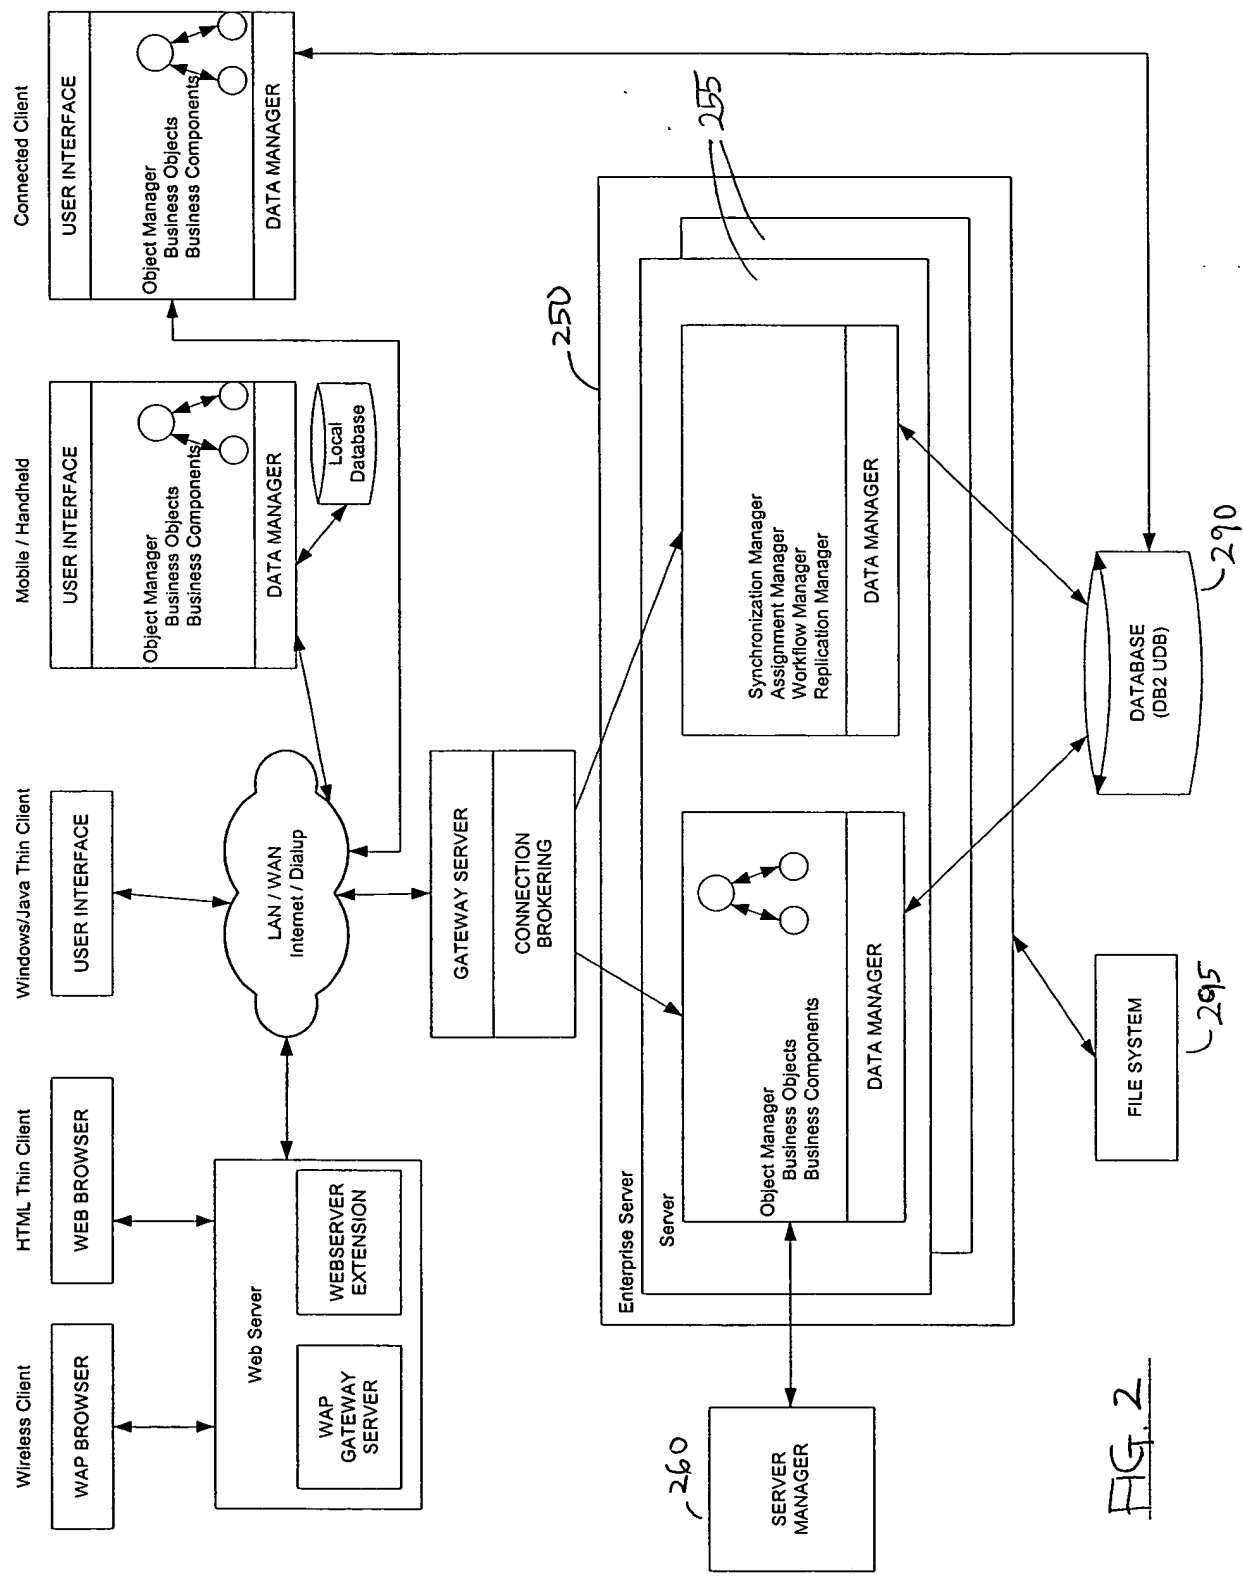 Wireless Client
WAP BROWSER
HTML Thin Client
WEB BROWSER
Windows/Java Thin Client
USER INTERFACE
Mobile / Handheld
USER INTERFACE
Object Manager
Business Objects
Business Components
DATA MANAGER
Local
Database
Connected Client
USER INTERFACE
Object Manager
Business Objects
Business Components
DATA MANAGER
Web Server
WAP
GATEWAY
SERVER
WEBSERVER
EXTENSION
LAN / WAN
Internet / Dialup
GATEWAY SERVER
CONNECTION
BROKERING
250
255
Enterprise Server
Server
Object Manager
Business Objects
Business Components
DATA MANAGER
Synchronization Manager
Assignment Manager
Workflow Manager
Replication Manager
DATA MANAGER
260
SERVER
MANAGER
FILE SYSTEM
295
DATABASE
(DB2 UDB)
290
FIG. 2